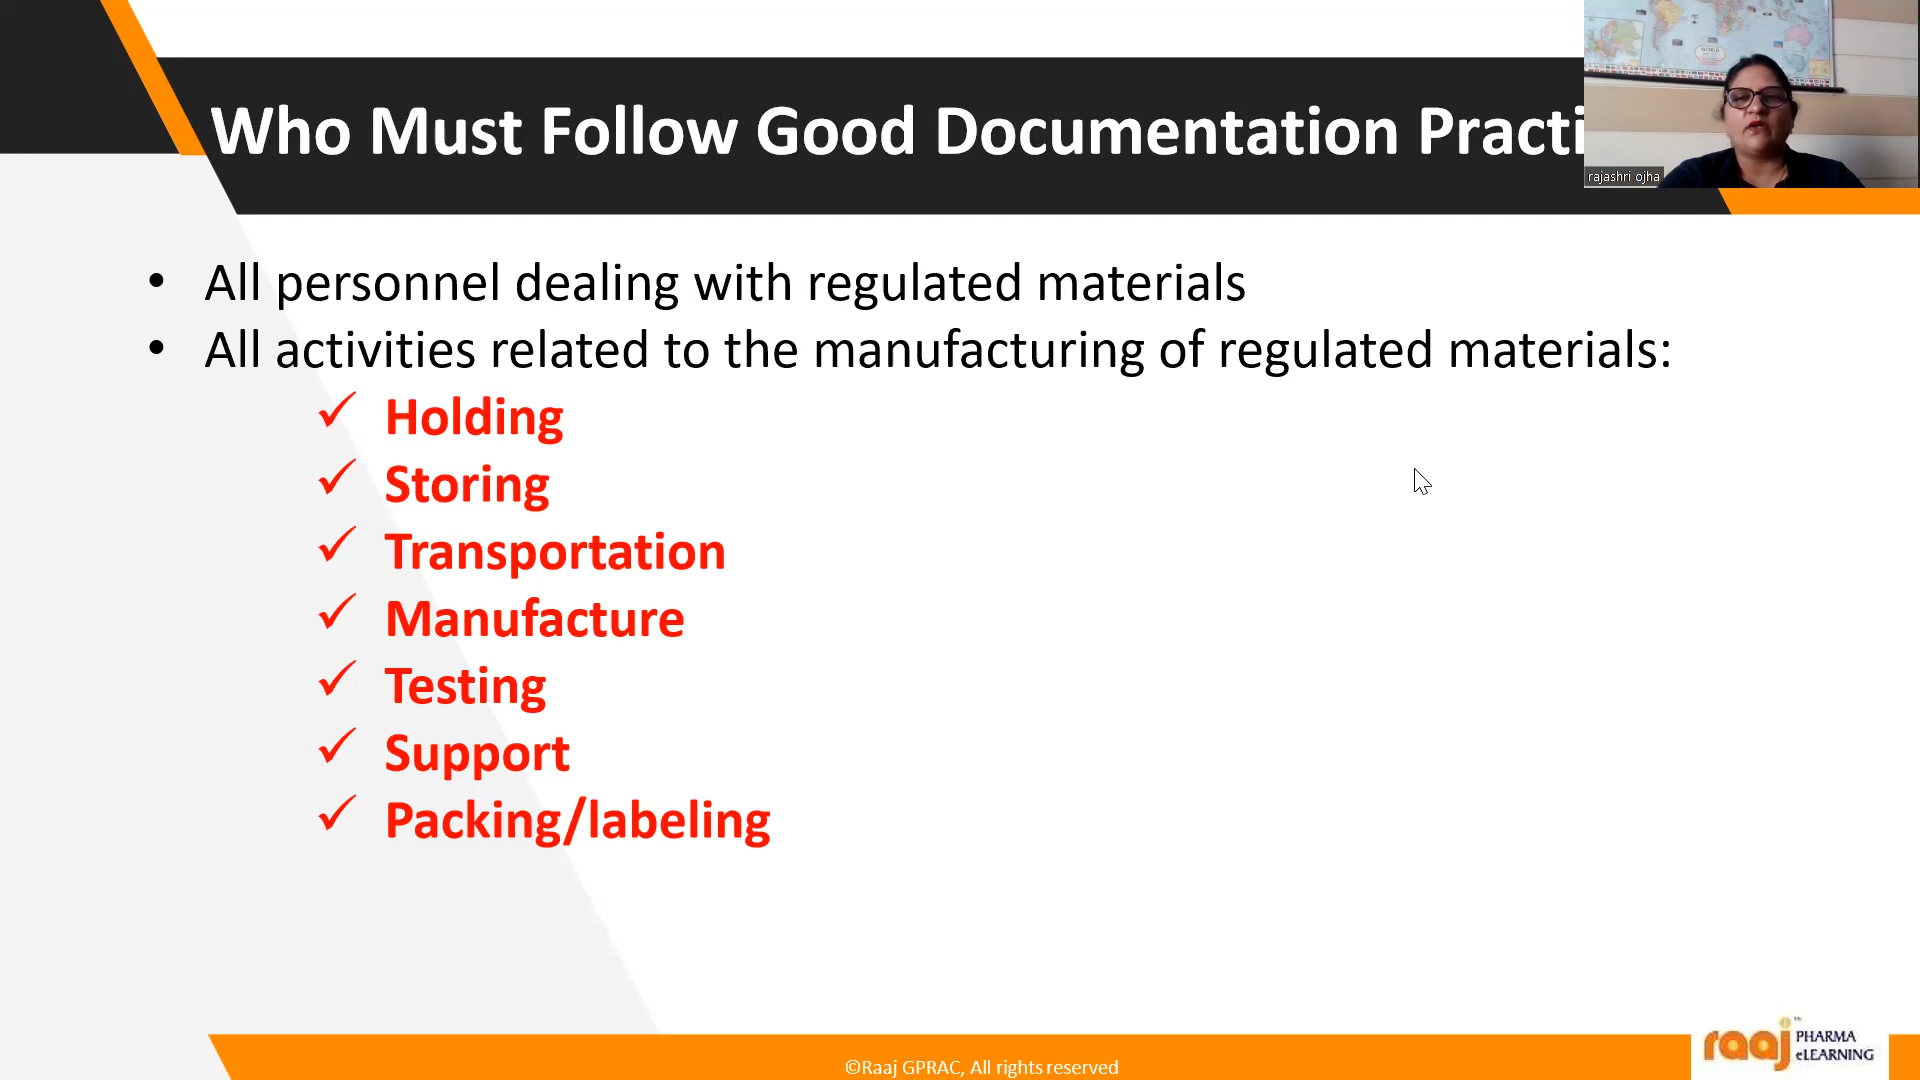 Who Must Follow Good Documentation Practi
rajashri ojha
• All personnel dealing with regulated materials
• All activities related to the manufacturing of regulated materials:
✓ Holding
✓ Storing
✓ Transportation
✓ Manufacture
✓ Testing
✓ Support
✓ Packing/labeling
©Raaj GPRAC, All rights reserved
raaj PHARMA
eLEARNING